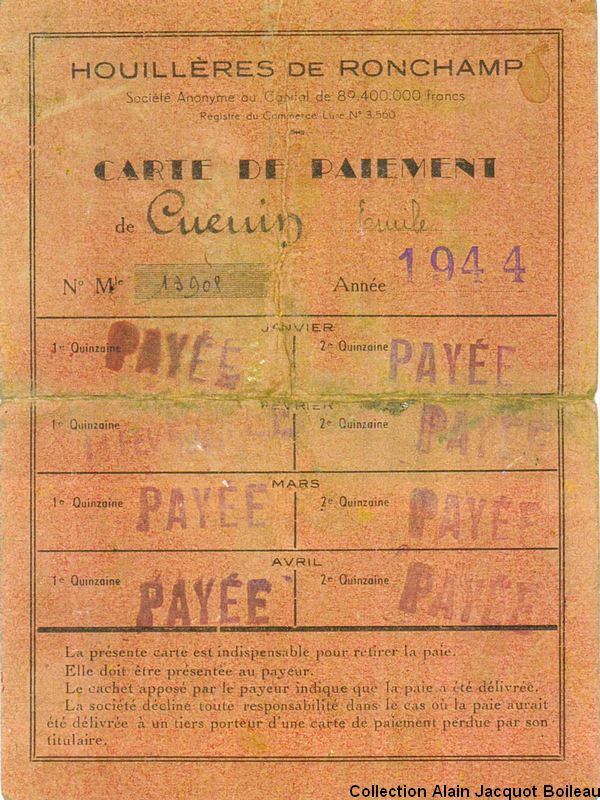 HOUILLÈRES DE RONCHAMP
Société Anonyme au Capital de 89.400.000 francs
Registre du Commerce Lure N° 3.560
CARTE DE PAIEMENT
de Cuenin Emile
N° Mle 13908 Année 1944
JANVIER
1re Quinzaine PAYÉE 2e Quinzaine PAYÉE
FÉVRIER
1re Quinzaine PAYÉE 2e Quinzaine PAYÉE
MARS
1re Quinzaine PAYÉE 2e Quinzaine PAYÉE
AVRIL
1re Quinzaine PAYÉE 2e Quinzaine PAYÉE
La présente carte est indispensable pour retirer la paie.
Elle doit être présentée au payeur.
Le cachet apposé par le payeur indique que la paie a été délivrée.
La société décline toute responsabilité dans le cas où la paie aurait
été délivrée à un tiers porteur d'une carte de paiement perdue par son
titulaire.
Collection Alain Jacquot Boileau